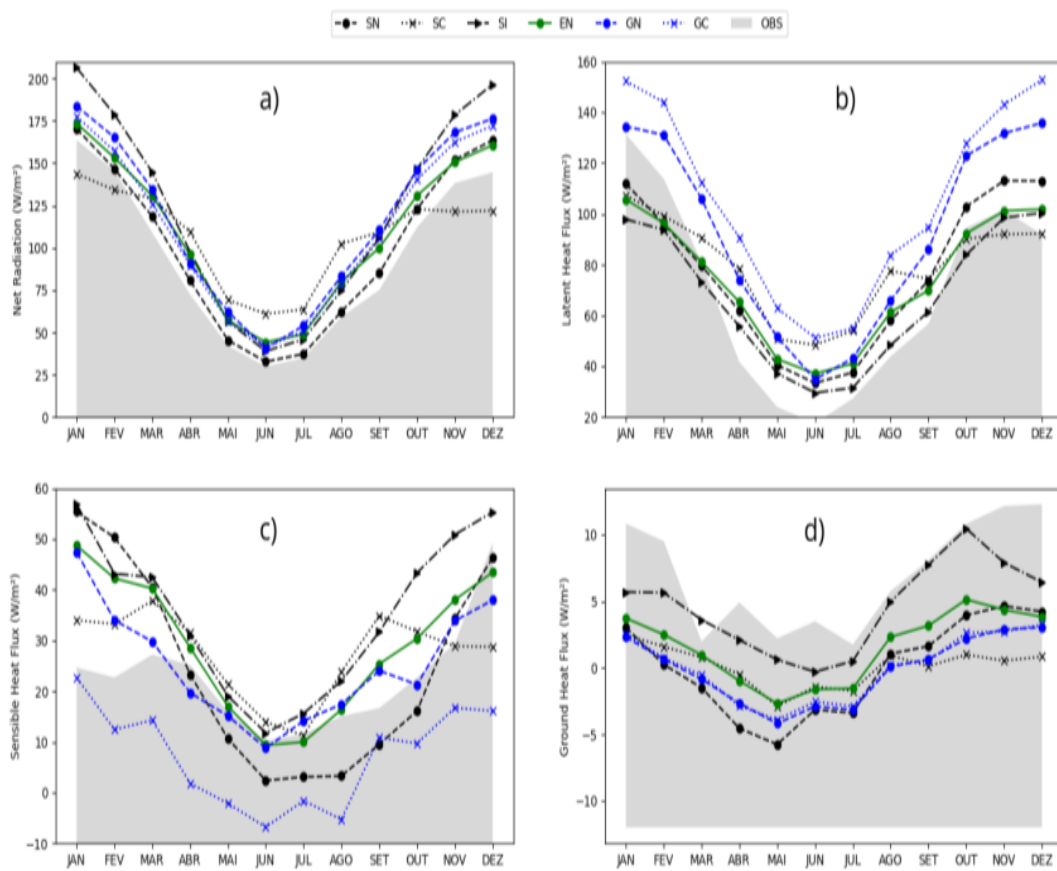 SN SC SI EN GN GC OBS
a)
Net Radiation (W/m²)
200
175
150
125
100
75
50
25
0
JAN FEV MAR ABR MAI JUN JUL AGO SET OUT NOV DEZ
b)
Latent Heat Flux (W/m²)
160
140
120
100
80
60
40
20
JAN FEV MAR ABR MAI JUN JUL AGO SET OUT NOV DEZ
c)
Sensible Heat Flux (W/m²)
60
50
40
30
20
10
0
−10
JAN FEV MAR ABR MAI JUN JUL AGO SET OUT NOV DEZ
d)
Ground Heat Flux (W/m²)
10
5
0
−5
−10
JAN FEV MAR ABR MAI JUN JUL AGO SET OUT NOV DEZ